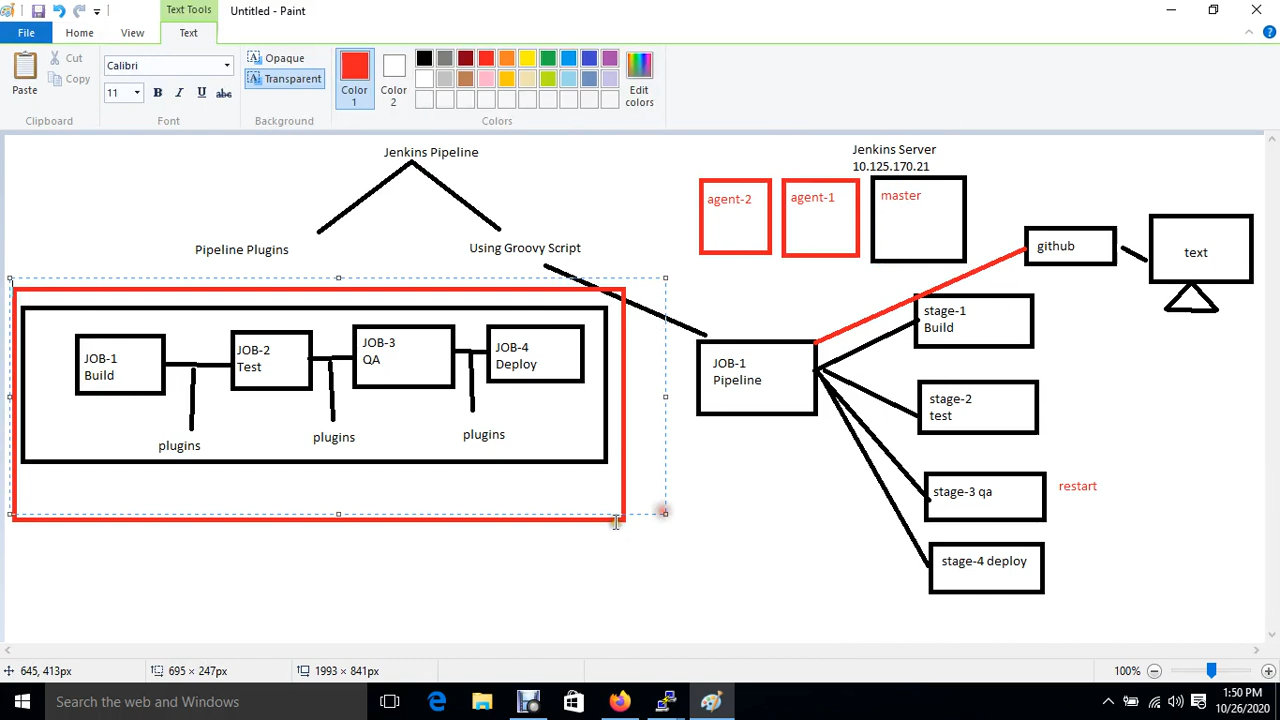 Text Tools
Untitled - Paint
File
Home
View
Text
Paste
Cut
Copy
Clipboard
Calibri
11
B
I
U
abc
Font
Opaque
Transparent
Background
Color
1
Color
2
Edit
colors
Colors
Jenkins Pipeline
Pipeline Plugins
Using Groovy Script
JOB-1
Build
JOB-2
Test
JOB-3
QA
JOB-4
Deploy
plugins
plugins
plugins
Jenkins Server
10.125.170.21
agent-2
agent-1
master
github
text
JOB-1
Pipeline
stage-1
Build
stage-2
test
stage-3 qa
restart
stage-4 deploy
645, 413px
695 × 247px
1993 × 841px
100%
Search the web and Windows
1:50 PM
10/26/2020